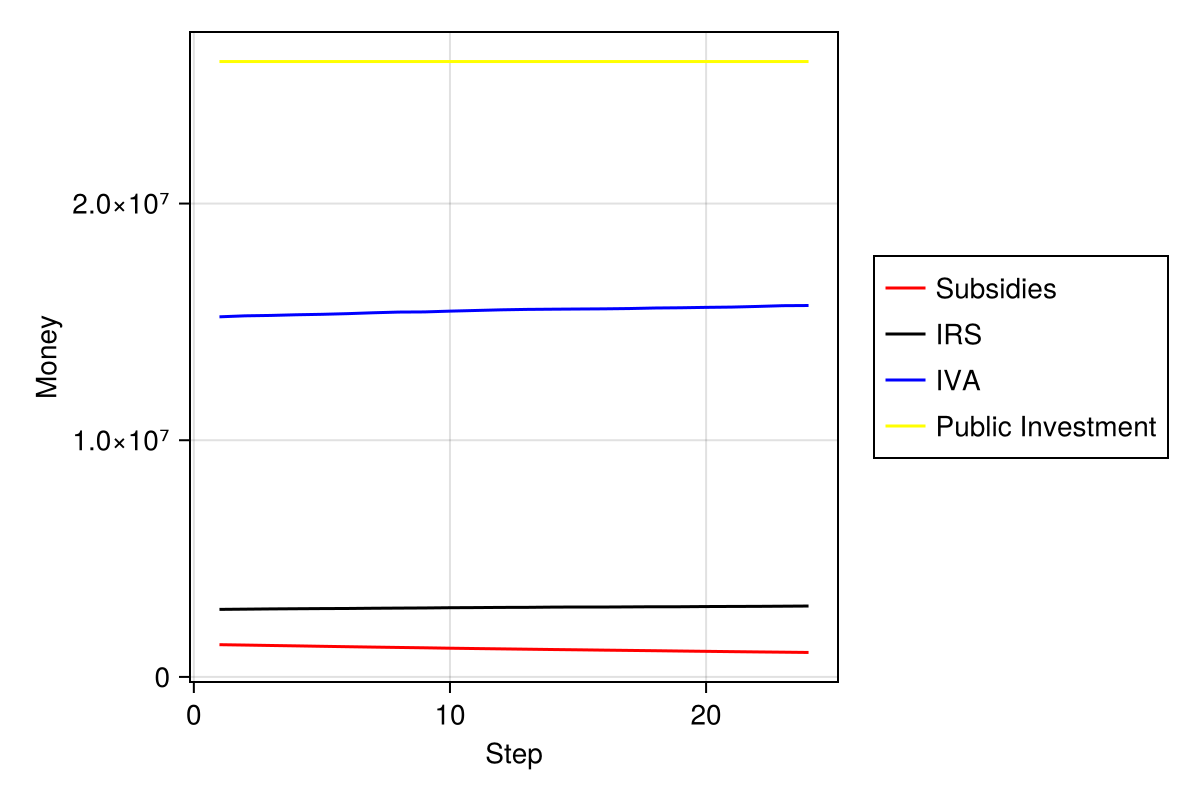 Money
2.0×10⁷
1.0×10⁷
0
0 10 20
Step
Subsidies
IRS
IVA
Public Investment